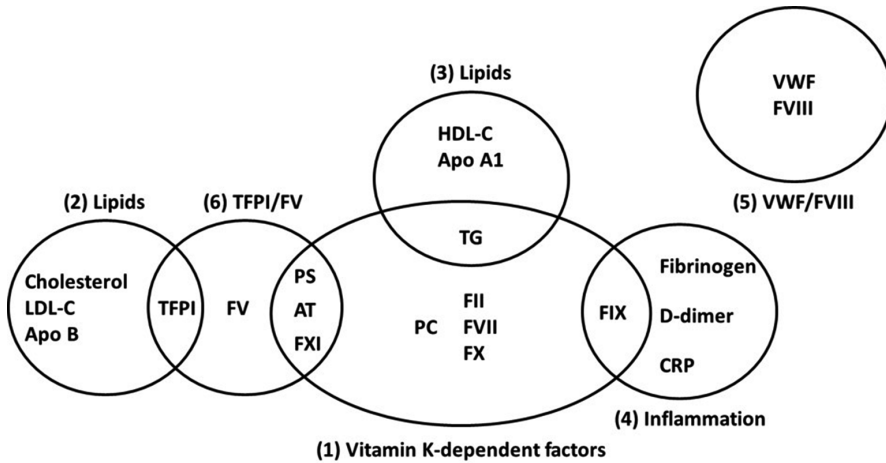 VWF
FVIII
(5) VWF/FVIII
(3) Lipids
HDL-C
Apo A1
TG
(2) Lipids
Cholesterol
LDL-C
Apo B
TFPI
(6) TFPI/FV
FV
PS
AT
FXI
PC
FII
FVII
FX
FIX
Fibrinogen
D-dimer
CRP
(4) Inflammation
(1) Vitamin K-dependent factors